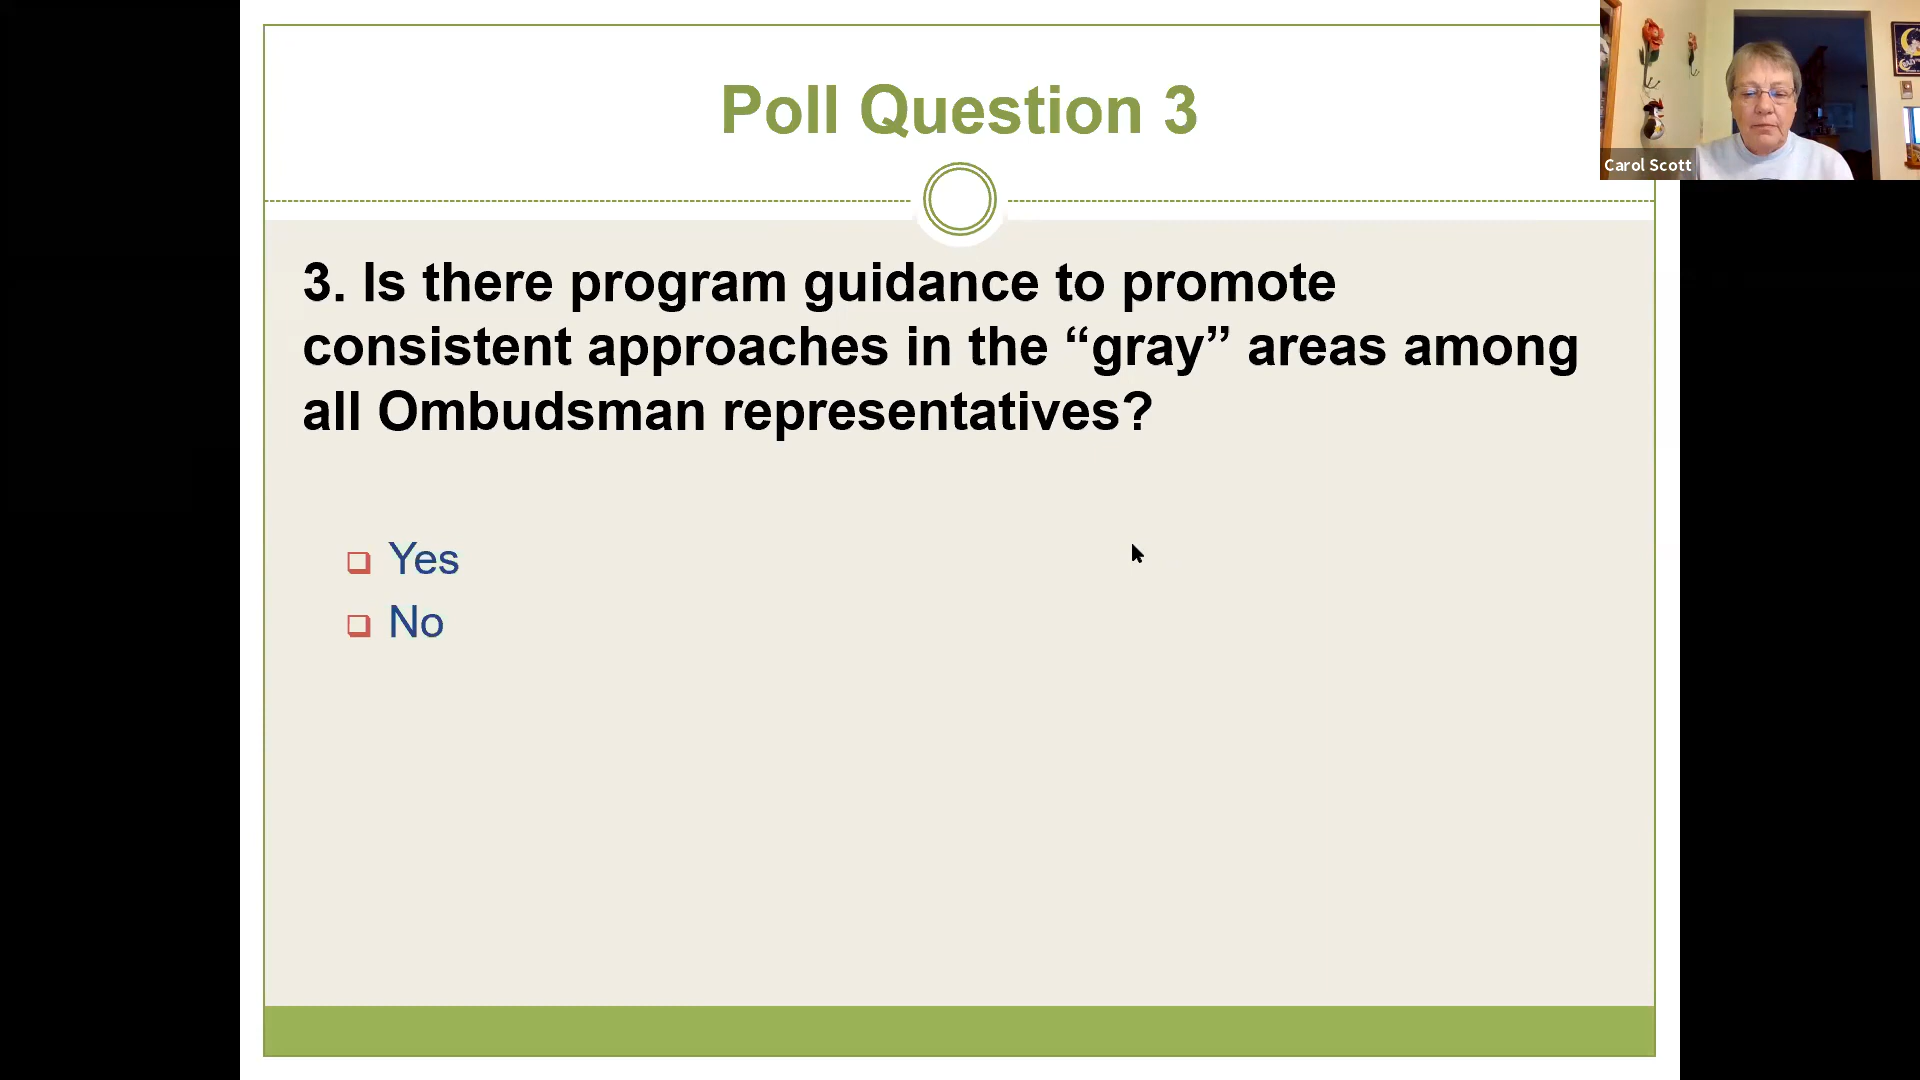 Poll Question 3
Carol Scott
3. Is there program guidance to promote
consistent approaches in the “gray” areas among
all Ombudsman representatives?
Yes
No